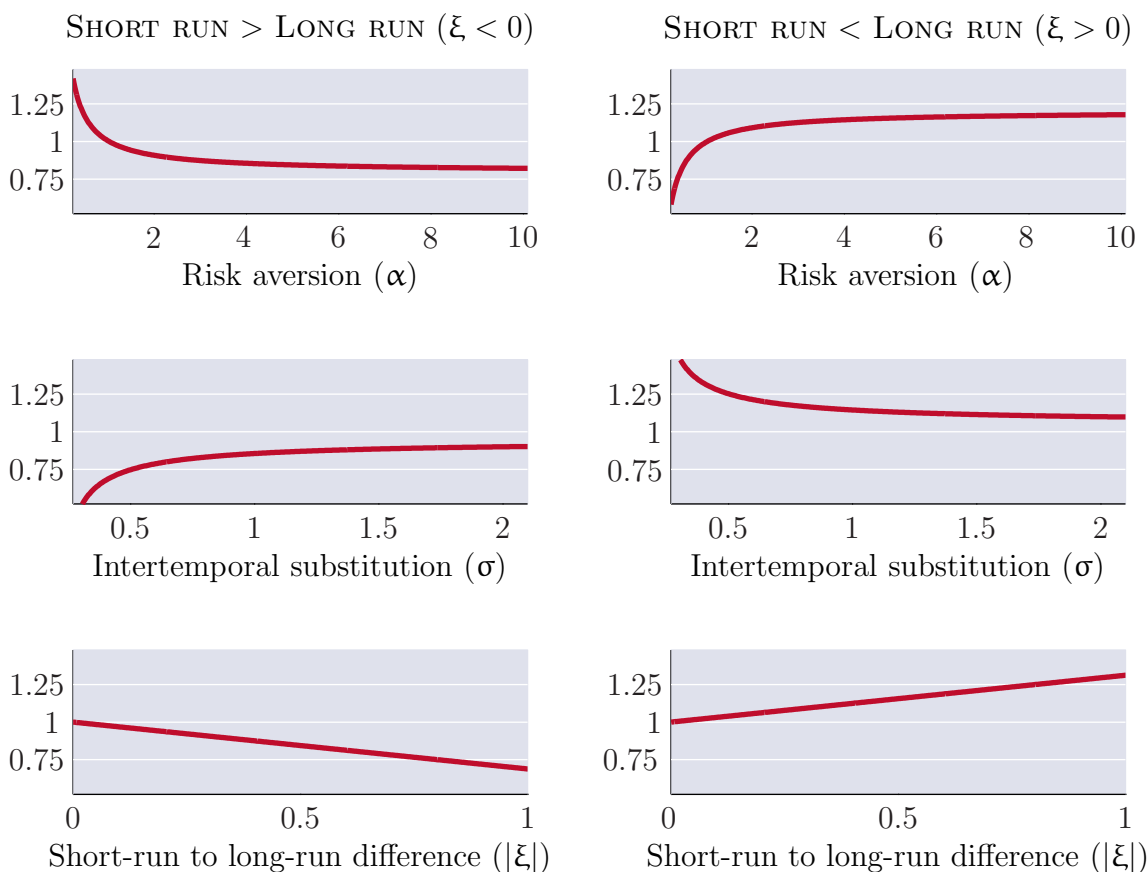 SHORT RUN > LONG RUN (ξ < 0)
1.25
1
0.75
2 4 6 8 10
Risk aversion (α)
1.25
1
0.75
0.5 1 1.5 2
Intertemporal substitution (σ)
1.25
1
0.75
0 0.5 1
Short-run to long-run difference (|ξ|)
SHORT RUN < LONG RUN (ξ > 0)
1.25
1
0.75
2 4 6 8 10
Risk aversion (α)
1.25
1
0.75
0.5 1 1.5 2
Intertemporal substitution (σ)
1.25
1
0.75
0 0.5 1
Short-run to long-run difference (|ξ|)